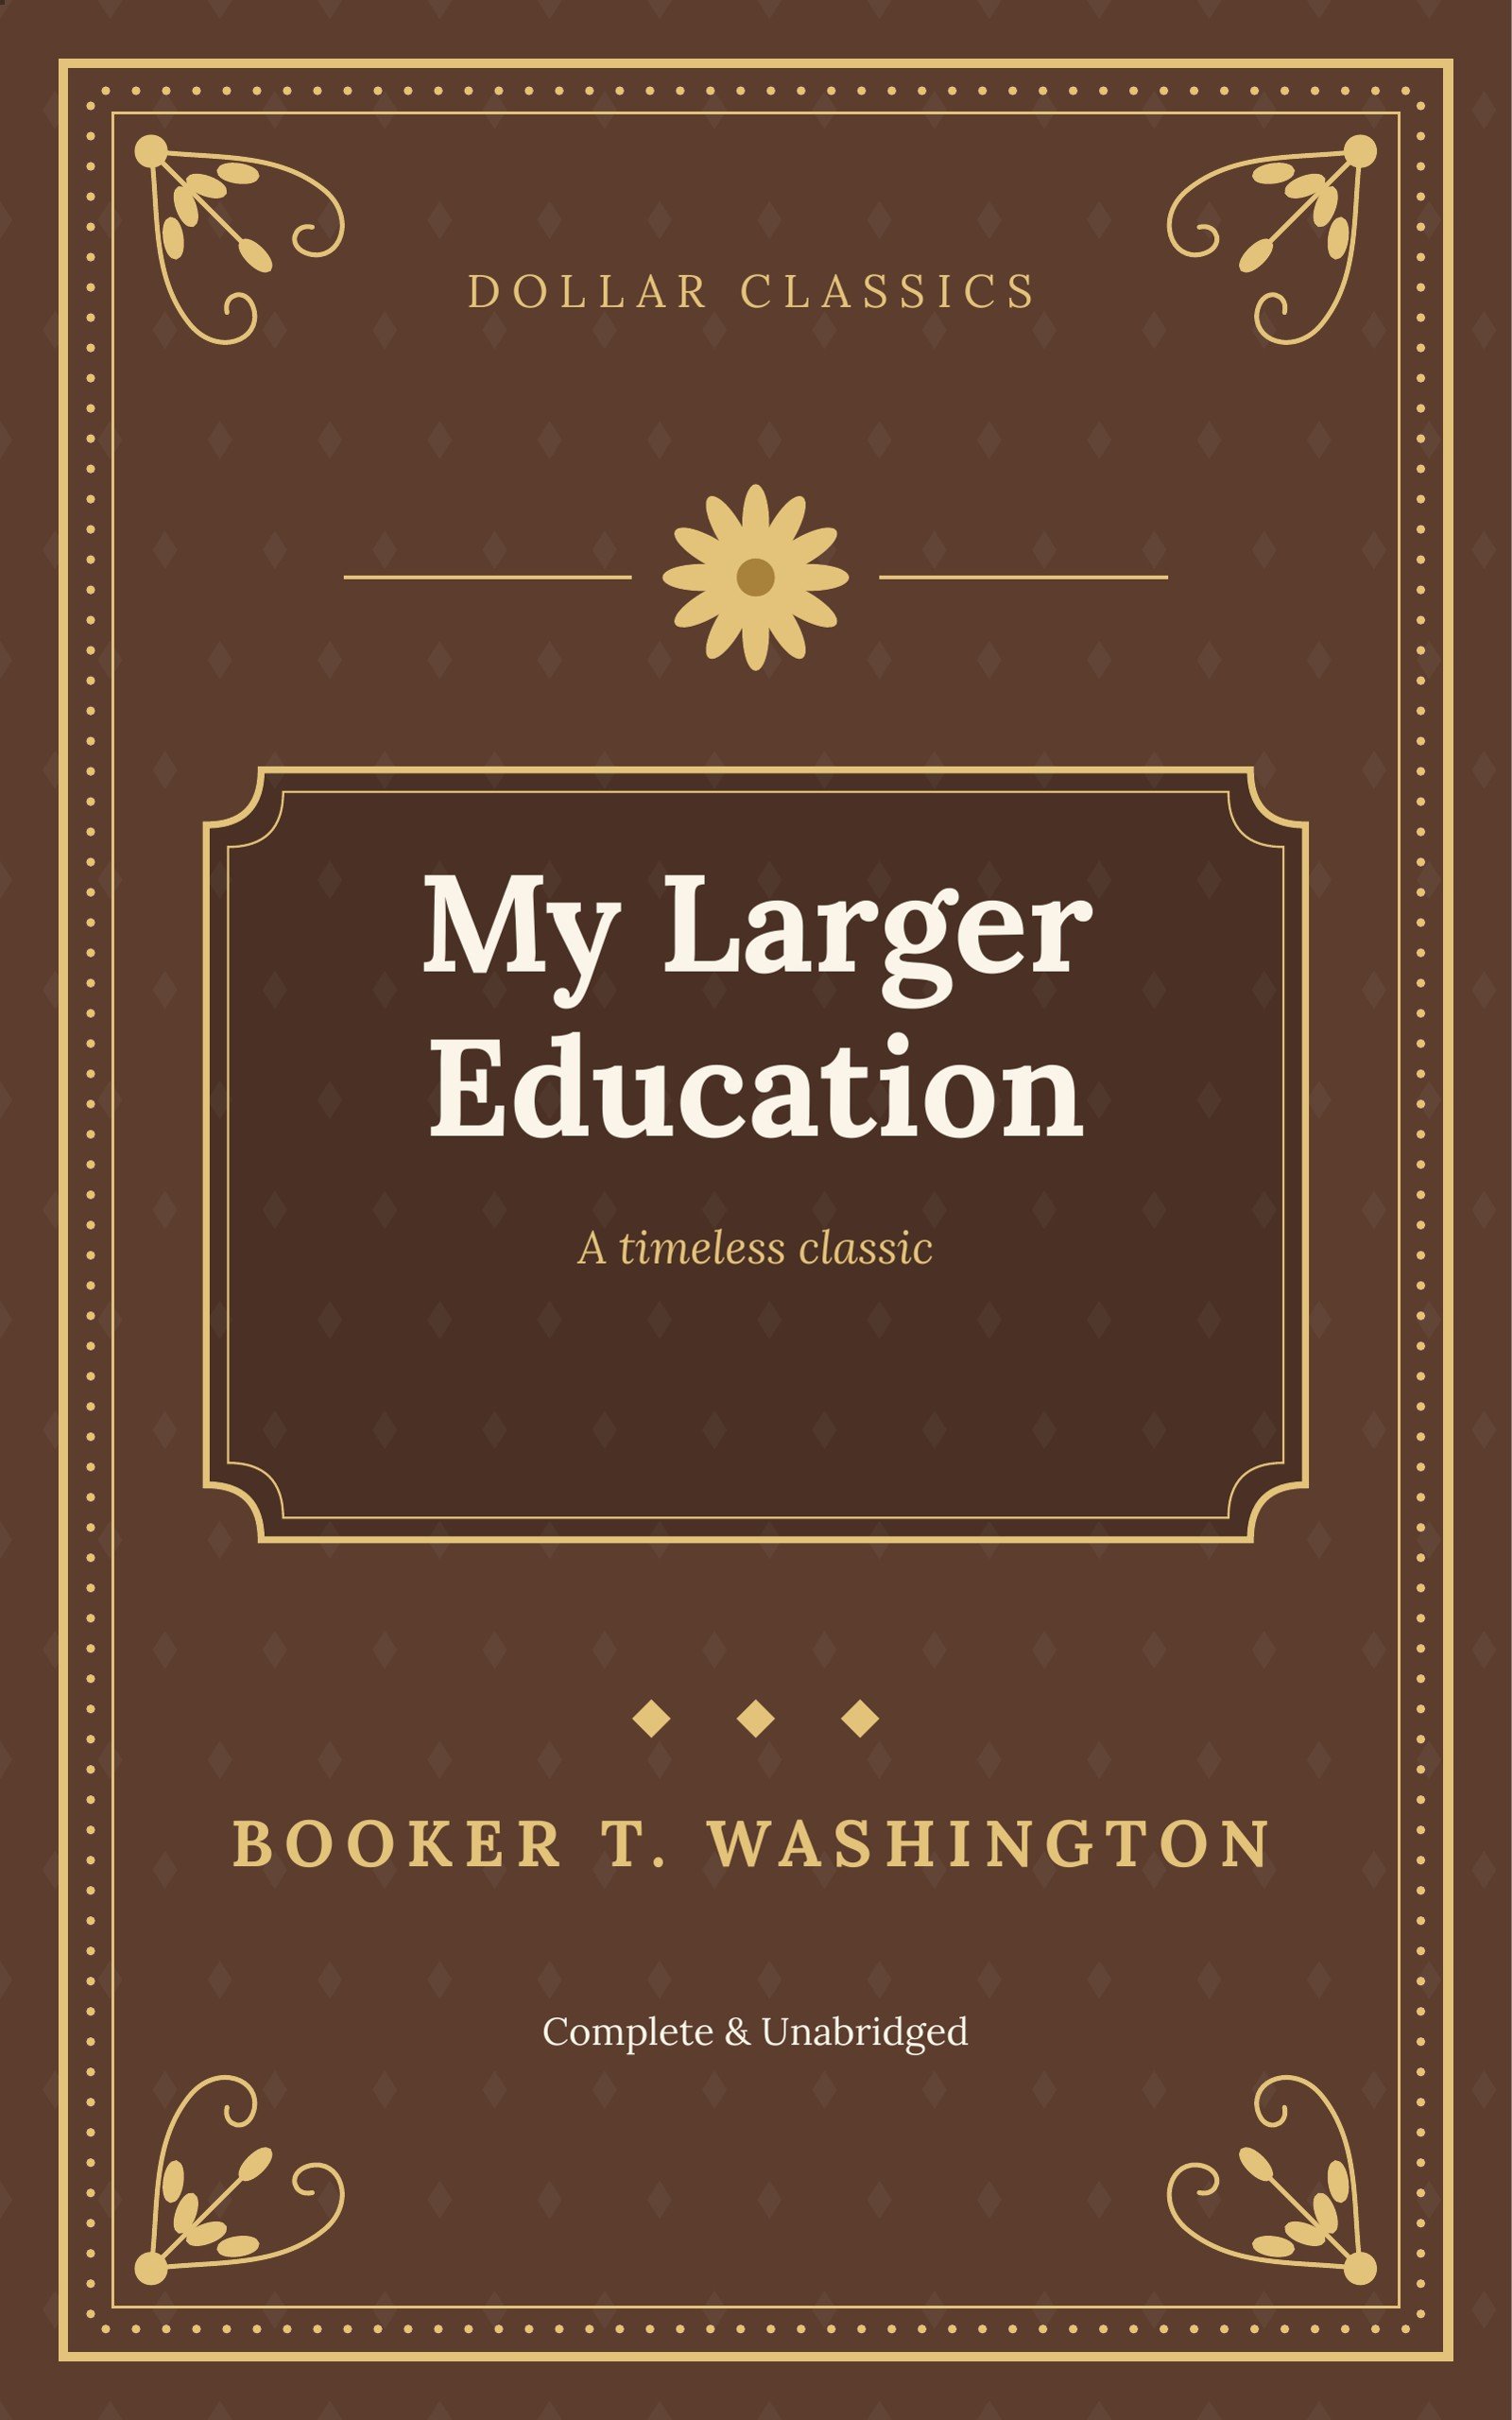 DOLLAR CLASSICS
My Larger
Education
A timeless classic
BOOKER T. WASHINGTON
Complete & Unabridged